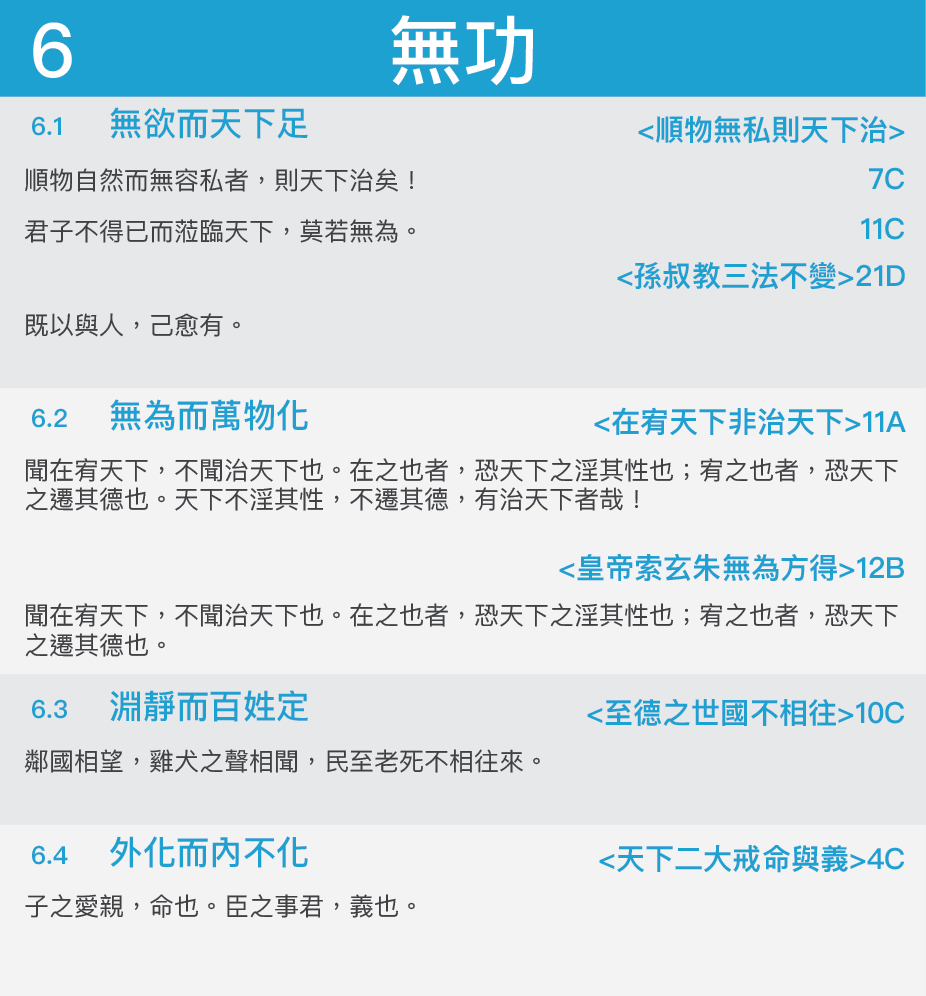 6 無功
6.1 無欲而天下足 <順物無私則天下治>
順物自然而無容私者，則天下治矣！ 7C
君子不得已而蒞臨天下，莫若無為。 11C
<孫叔教三法不變>21D
既以與人，己愈有。
6.2 無為而萬物化 <在宥天下非治天下>11A
聞在宥天下，不聞治天下也。在之也者，恐天下之淫其性也；宥之也者，恐天下
之遷其德也。天下不淫其性，不遷其德，有治天下者哉！
<皇帝索玄朱無為方得>12B
聞在宥天下，不聞治天下也。在之也者，恐天下之淫其性也；宥之也者，恐天下
之遷其德也。
6.3 淵靜而百姓定 <至德之世國不相往>10C
鄰國相望，雞犬之聲相聞，民至老死不相往來。
6.4 外化而內不化 <天下二大戒命與義>4C
子之愛親，命也。臣之事君，義也。